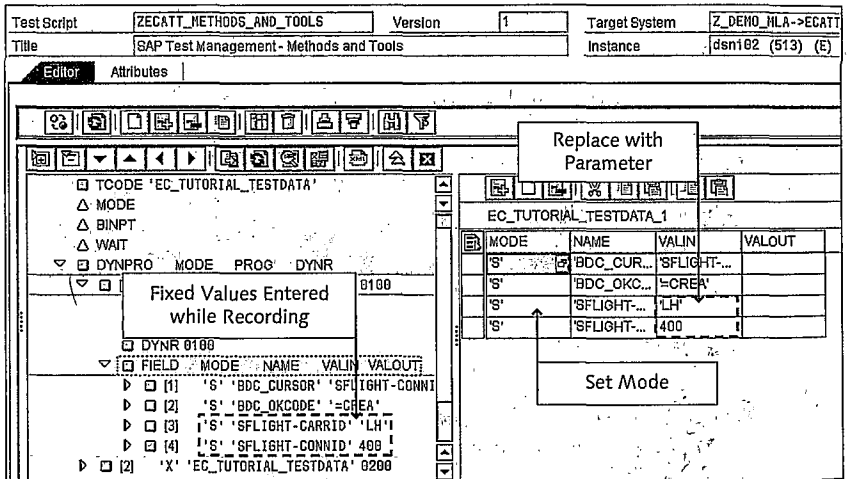 Test Script ZECATT_METHODS_AND_TOOLS Version 1 Target System Z_DEMO_MLA->ECATT
Title SAP Test Management - Methods and Tools Instance dsni02 (513) (E)
Editor Attributes
Replace with
Parameter
TCODE 'EC_TUTORIAL_TESTDATA'
MODE
BINPT
WAIT
DYNPRO MODE PROG DYNR
0100
Fixed Values Entered
while Recording
DYNR 0100
FIELD MODE NAME VALIN VALOUT
[1] 'S' 'BDC_CURSOR' 'SFLIGHT-CONNI
[2] 'S' 'BDC_OKCODE' '=CREA'
[3] 'S' 'SFLIGHT-CARRID' 'LH'
[4] 'S' 'SFLIGHT-CONNID' 400
[2] 'X' 'EC_TUTORIAL_TESTDATA' 0200
EC_TUTORIAL_TESTDATA_1
MODE NAME VALIN VALOUT
'S' 'BDC_CUR... 'SFLIGHT-...
'S' 'BDC_OKC... '=CREA'
'S' 'SFLIGHT-... 'LH'
'S' 'SFLIGHT-... 400
Set Mode